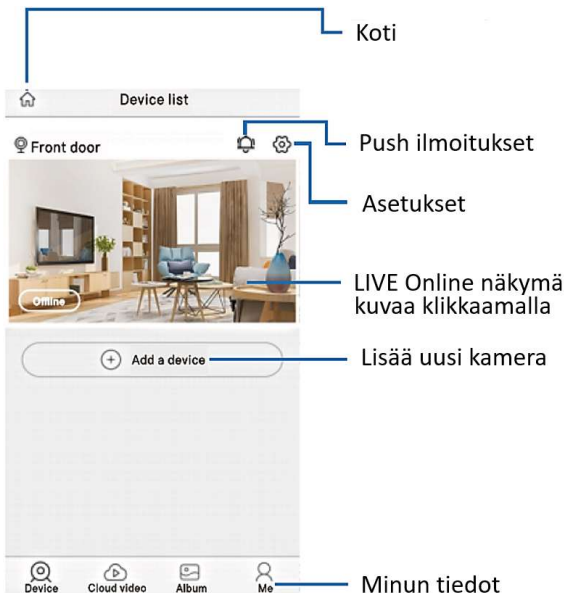 Koti
Device list
Front door
Push ilmoitukset
Asetukset
LIVE Online näkymä
kuvaa klikkaamalla
Offline
Add a device
Lisää uusi kamera
Device
Cloud video
Album
Me
Minun tiedot